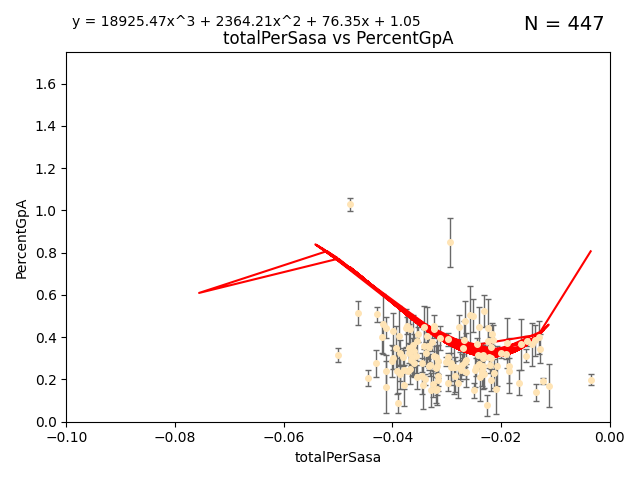 y = 18925.47x^3 + 2364.21x^2 + 76.35x + 1.05
N = 447
totalPerSasa vs PercentGpA
1.6
1.4
1.2
1.0
0.8
0.6
0.4
0.2
0.0
PercentGpA
−0.10 −0.08 −0.06 −0.04 −0.02 0.00
totalPerSasa